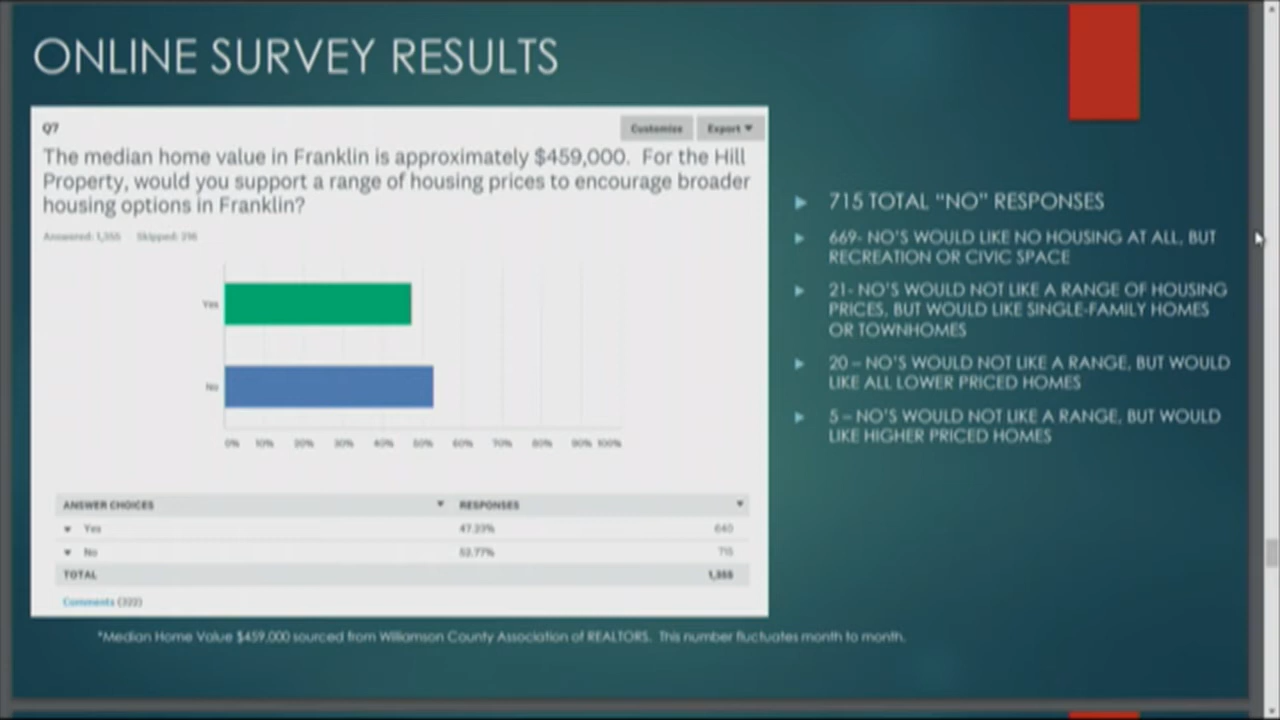 ONLINE SURVEY RESULTS
Q7
Customize Export
The median home value in Franklin is approximately $459,000. For the Hill
Property, would you support a range of housing prices to encourage broader
housing options in Franklin?
Answered: 1,355 Skipped: 216
Yes
No
0% 10% 20% 30% 40% 50% 60% 70% 80% 90% 100%
ANSWER CHOICES RESPONSES
Yes 47.23% 640
No 52.77% 715
TOTAL 1,355
Comments (322)
715 TOTAL “NO” RESPONSES
669- NO'S WOULD LIKE NO HOUSING AT ALL, BUT
RECREATION OR CIVIC SPACE
21- NO'S WOULD NOT LIKE A RANGE OF HOUSING
PRICES, BUT WOULD LIKE SINGLE-FAMILY HOMES
OR TOWNHOMES
20 – NO'S WOULD NOT LIKE A RANGE, BUT WOULD
LIKE ALL LOWER PRICED HOMES
5 – NO'S WOULD NOT LIKE A RANGE, BUT WOULD
LIKE HIGHER PRICED HOMES
*Median Home Value $459,000 sourced from Williamson County Association of REALTORS. This number fluctuates month to month.